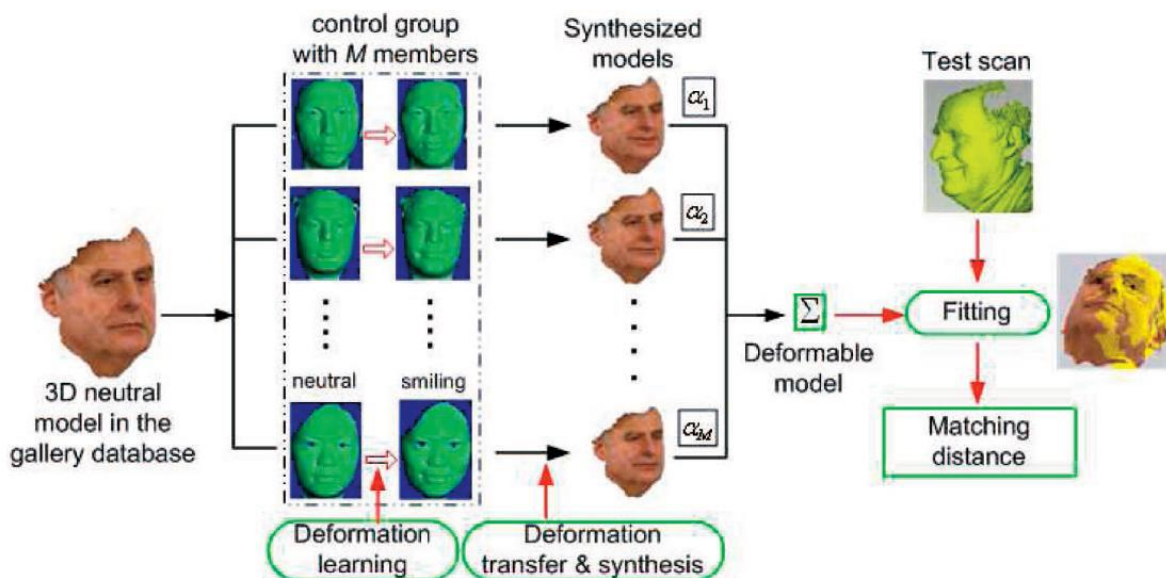 control group
with M members
Synthesized
models
Test scan
α₁
α₂
3D neutral
model in the
gallery database
neutral
smiling
Σ
Deformable
model
Fitting
α_M
Matching
distance
Deformation
learning
Deformation
transfer & synthesis